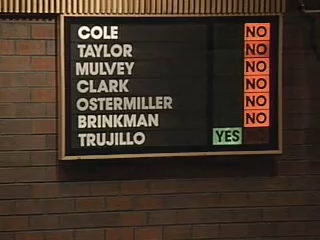 COLE NO
TAYLOR NO
MULVEY NO
CLARK NO
OSTERMILLER NO
BRINKMAN NO
TRUJILLO YES